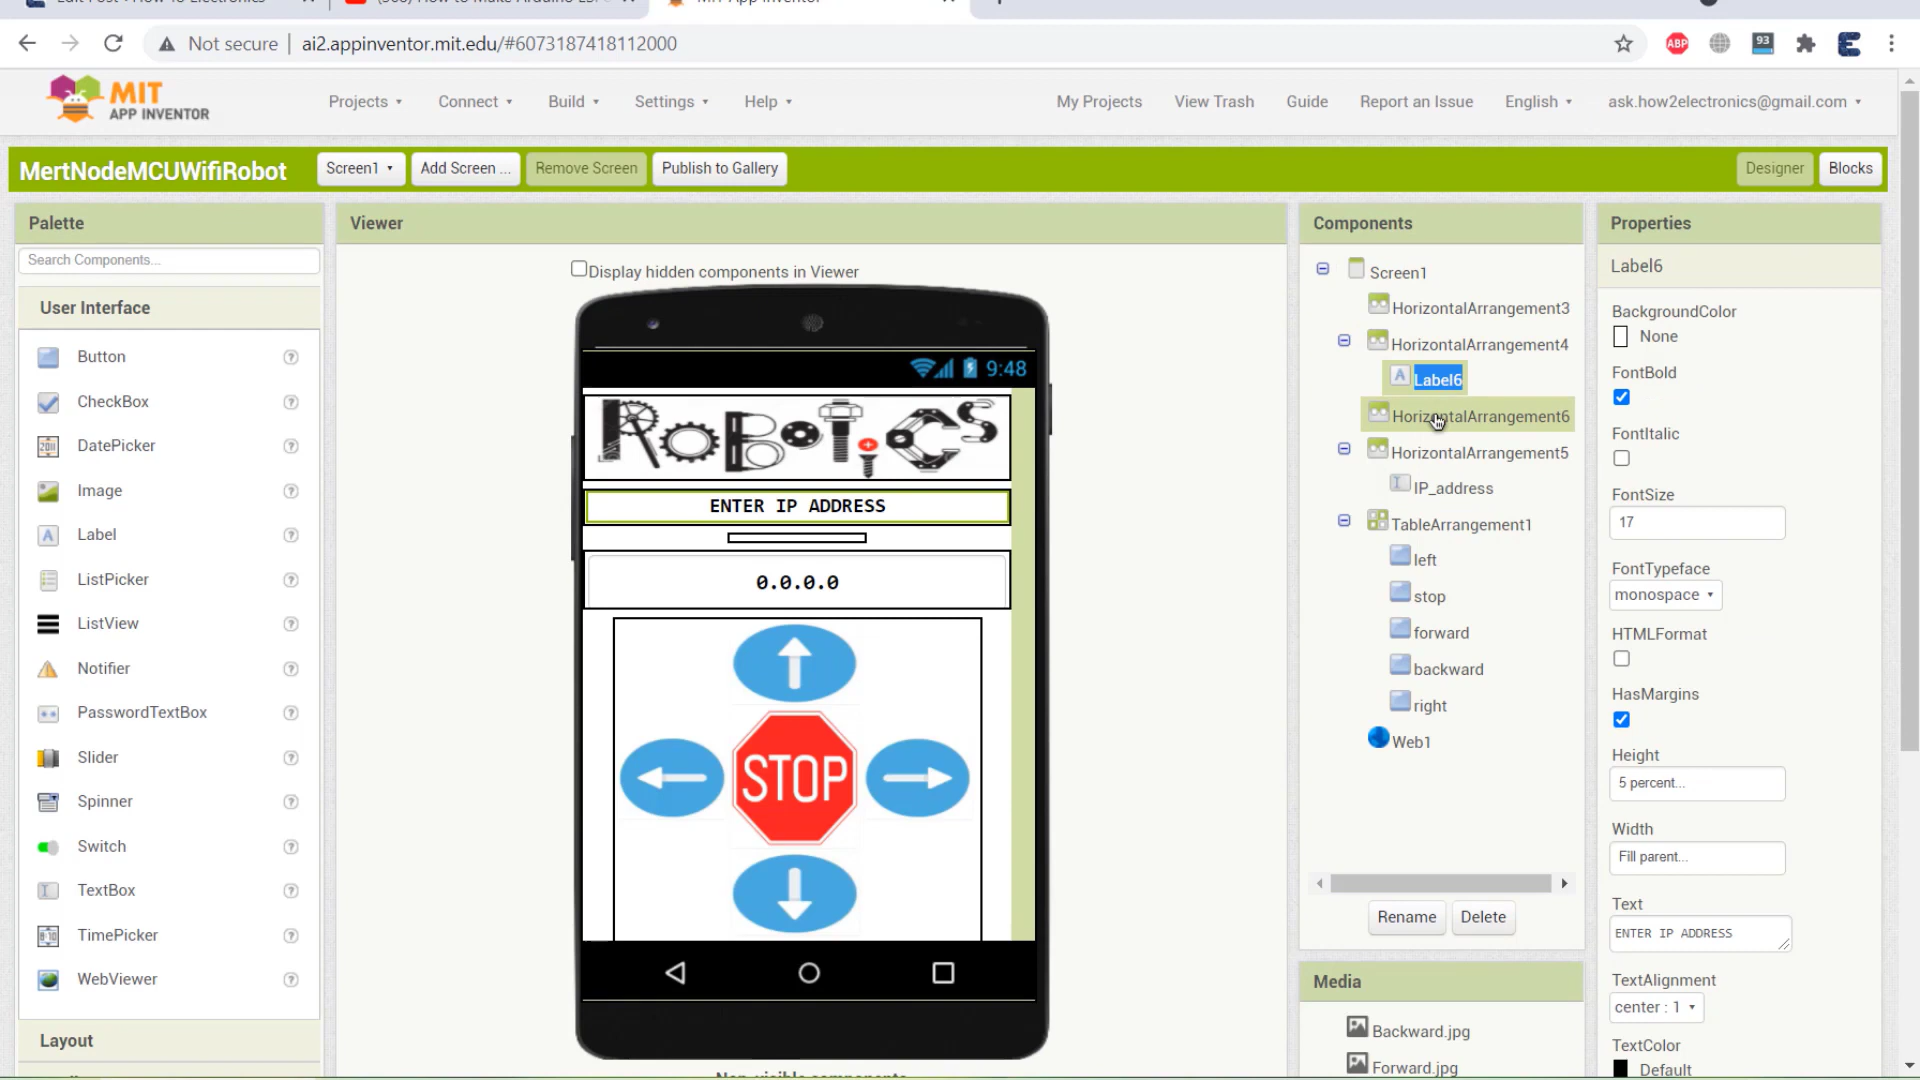 Not secure
ai2.appinventor.mit.edu/#6073187418112000
ABP
93
MIT
APP INVENTOR
Projects
Connect
Build
Settings
Help
My Projects
View Trash
Guide
Report an Issue
English
ask.how2electronics@gmail.com
MertNodeMCUWifiRobot
Screen1
Add Screen ...
Remove Screen
Publish to Gallery
Designer
Blocks
Palette
Search Components...
User Interface
Button
CheckBox
DatePicker
Image
Label
ListPicker
ListView
Notifier
PasswordTextBox
Slider
Spinner
Switch
TextBox
TimePicker
WebViewer
Layout
Viewer
Display hidden components in Viewer
9:48
ROBOTiCS
ENTER IP ADDRESS
0.0.0.0
STOP
Components
Screen1
HorizontalArrangement3
HorizontalArrangement4
Label6
HorizontalArrangement6
HorizontalArrangement5
IP_address
TableArrangement1
left
stop
forward
backward
right
Web1
Rename
Delete
Media
Backward.jpg
Forward.jpg
Properties
Label6
BackgroundColor
None
FontBold
FontItalic
FontSize
17
FontTypeface
monospace
HTMLFormat
HasMargins
Height
5 percent...
Width
Fill parent...
Text
ENTER IP ADDRESS
TextAlignment
center : 1
TextColor
Default